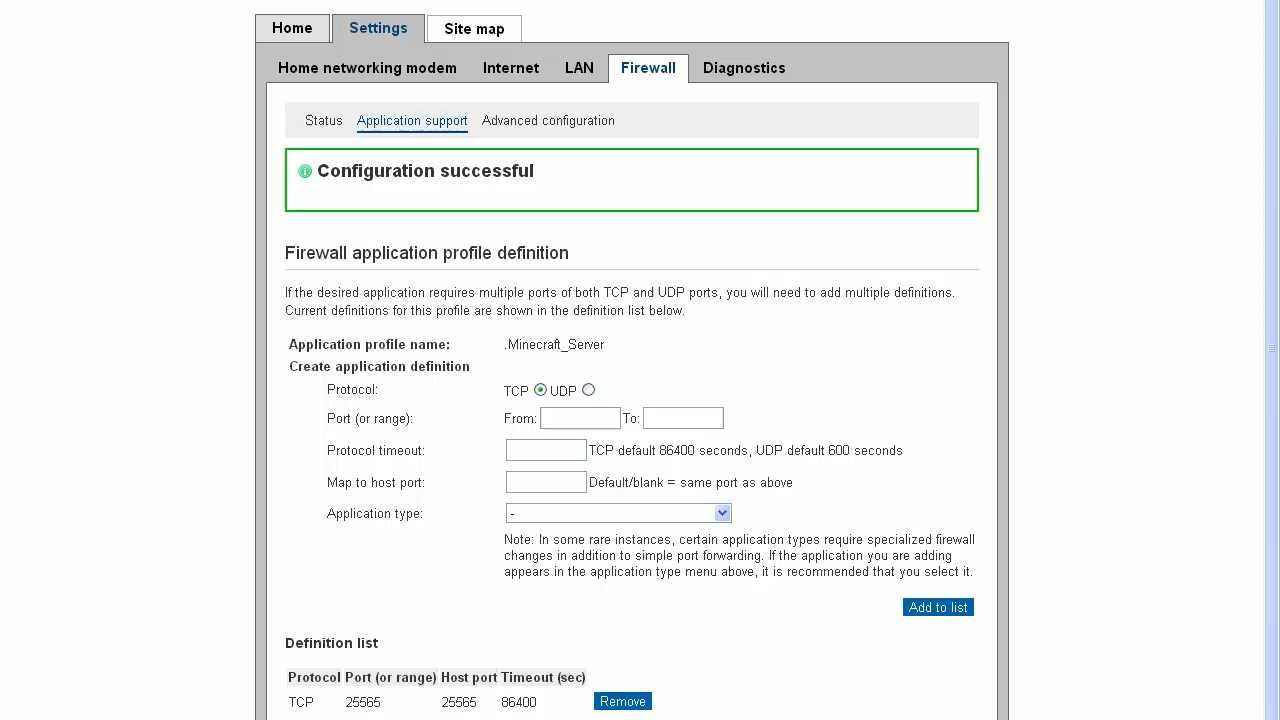 Home Settings Site map
Home networking modem Internet LAN Firewall Diagnostics
Status Application support Advanced configuration
Configuration successful
Firewall application profile definition
If the desired application requires multiple ports of both TCP and UDP ports, you will need to add multiple definitions.
Current definitions for this profile are shown in the definition list below.
Application profile name: .Minecraft_Server
Create application definition
Protocol: TCP UDP
Port (or range): From: To:
Protocol timeout: TCP default 86400 seconds, UDP default 600 seconds
Map to host port: Default/blank = same port as above
Application type: -
Note: In some rare instances, certain application types require specialized firewall
changes in addition to simple port forwarding. If the application you are adding
appears in the application type menu above, it is recommended that you select it.
Add to list
Definition list
Protocol Port (or range) Host port Timeout (sec)
TCP 25565 25565 86400 Remove